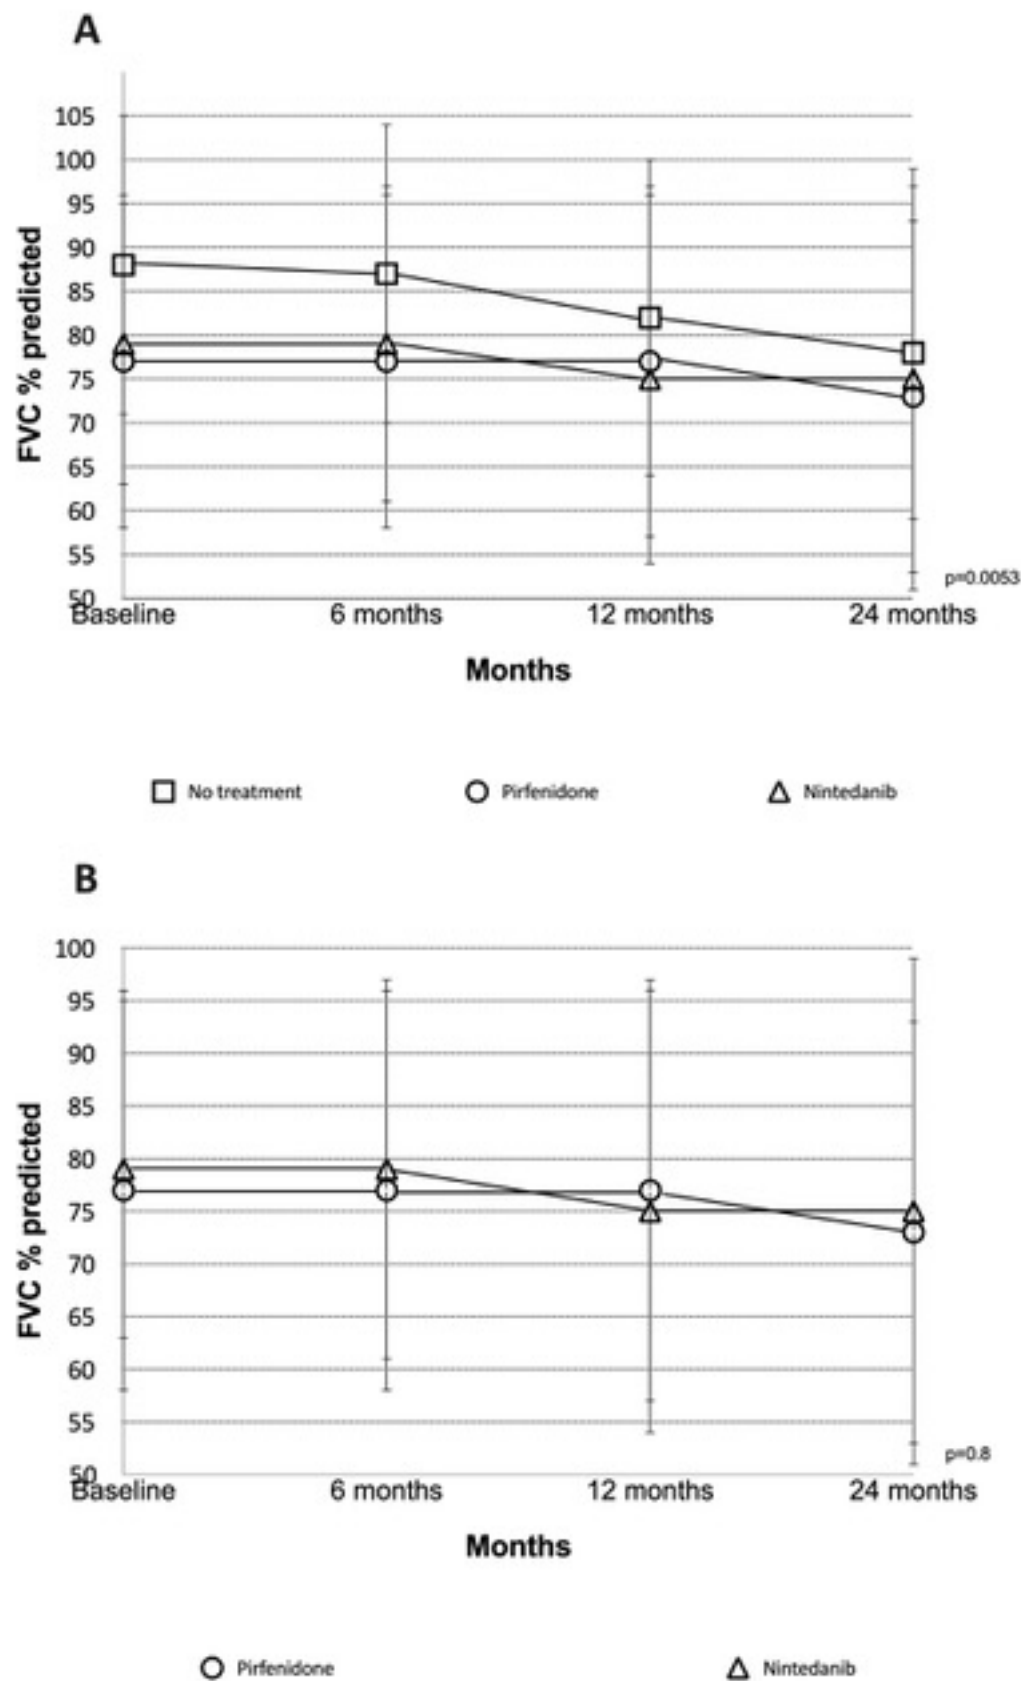 A
105
100
95
90
85
80
75
70
65
60
55
50
FVC % predicted
p=0.0053
Baseline 6 months 12 months 24 months
Months
No treatment Pirfenidone Nintedanib
B
100
95
90
85
80
75
70
65
60
55
50
FVC % predicted
p=0.8
Baseline 6 months 12 months 24 months
Months
Pirfenidone Nintedanib